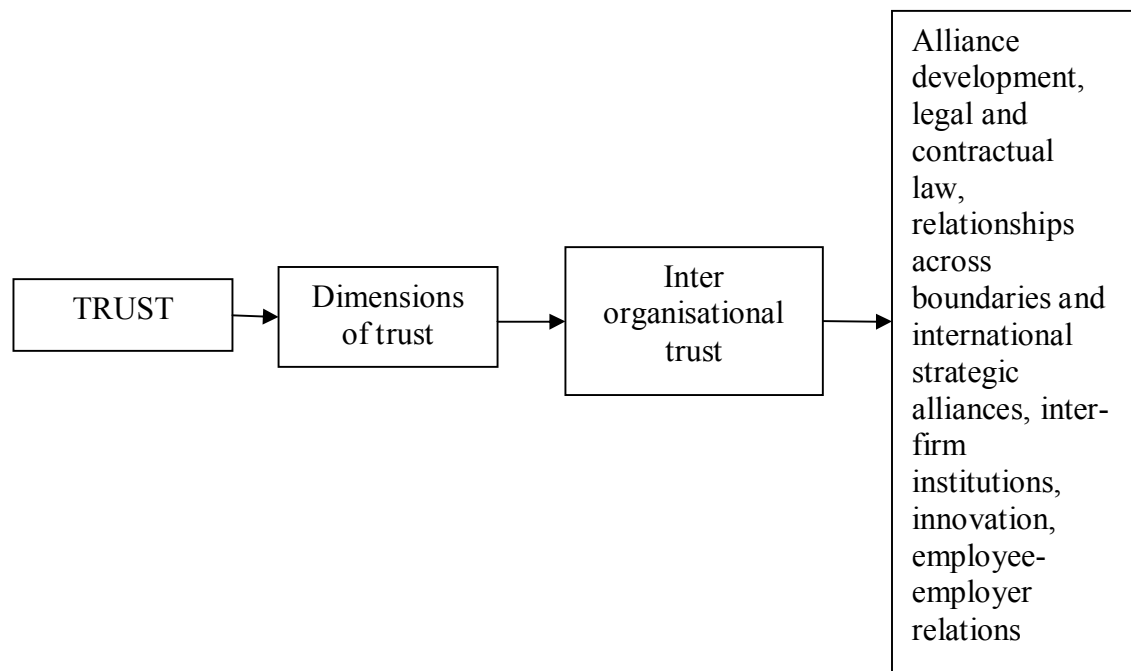 TRUST
Dimensions
of trust
Inter
organisational
trust
Alliance
development,
legal and
contractual
law,
relationships
across
boundaries and
international
strategic
alliances, inter-
firm
institutions,
innovation,
employee-
employer
relations